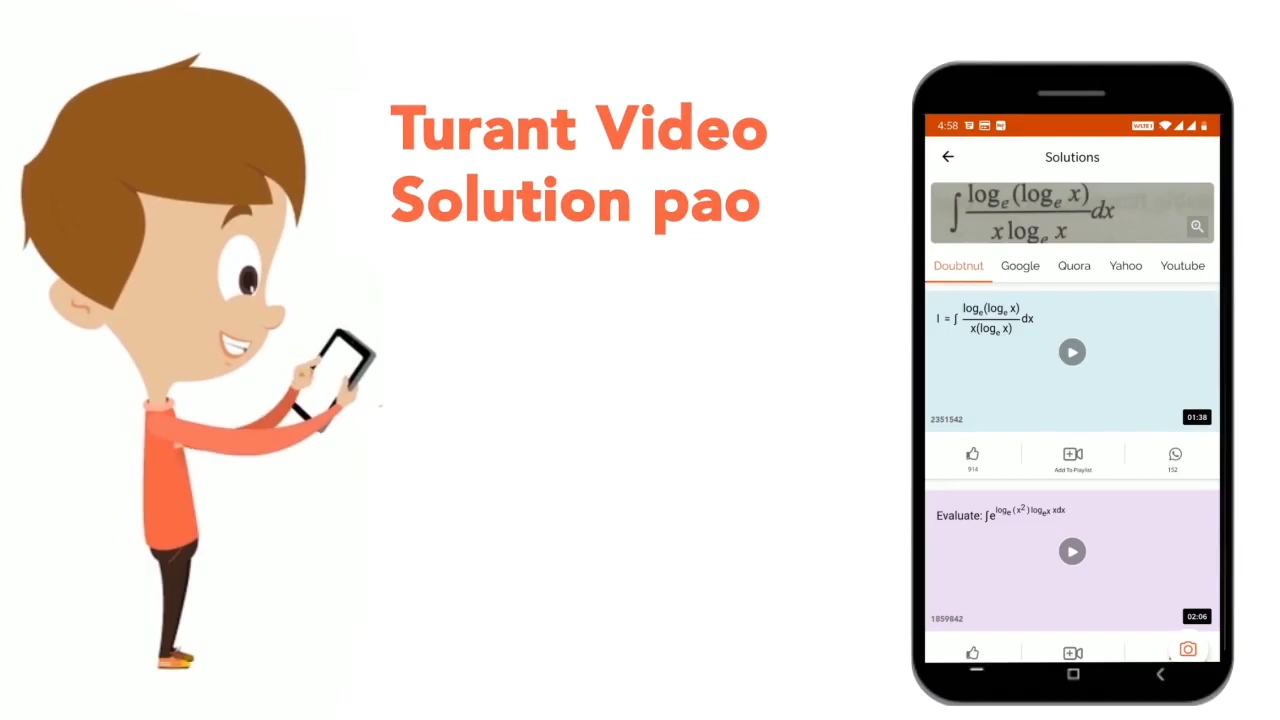 Turant Video
Solution pao
4:58
Solutions
∫ logₑ(logₑ x) / x logₑ x dx
Doubtnut Google Quora Yahoo Youtube
I = ∫ logₑ(logₑ x) / x(logₑ x) dx
2351542 01:38
914 Add To Playlist 152
Evaluate: ∫e^logₑ(x²)logₑx xdx
1859842 02:06